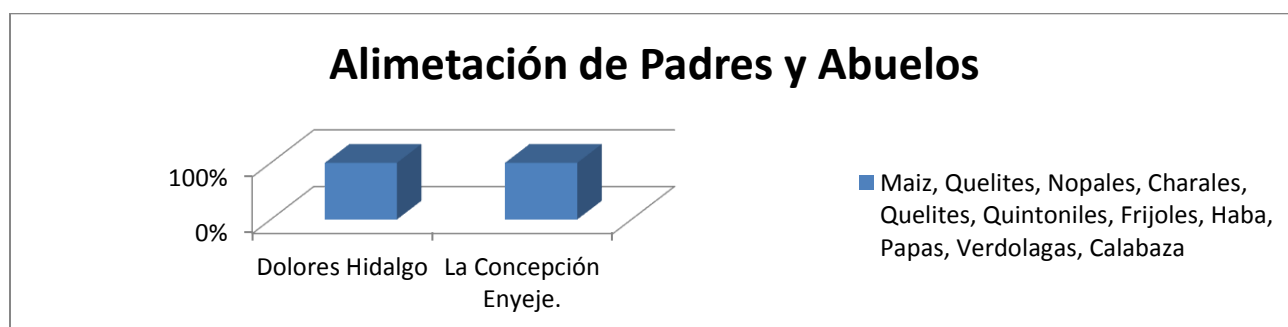 Alimetación de Padres y Abuelos
100%
0%
Dolores Hidalgo
La Concepción
Enyeje.
Maiz, Quelites, Nopales, Charales,
Quelites, Quintoniles, Frijoles, Haba,
Papas, Verdolagas, Calabaza